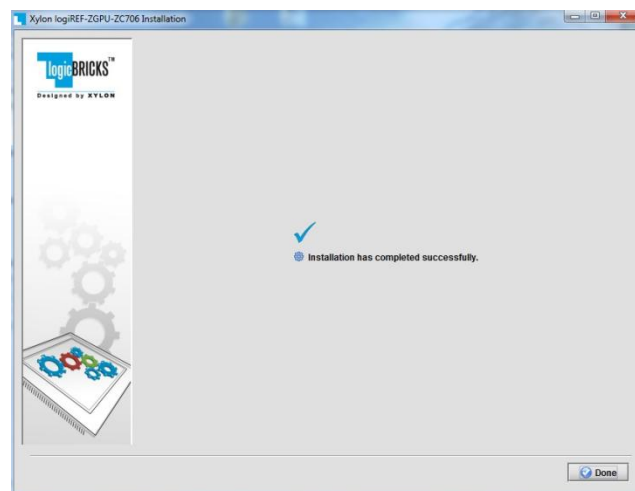 Xylon logiREF-ZGPU-ZC706 Installation
logicBRICKS™
Designed by XYLON
Installation has completed successfully.
Done